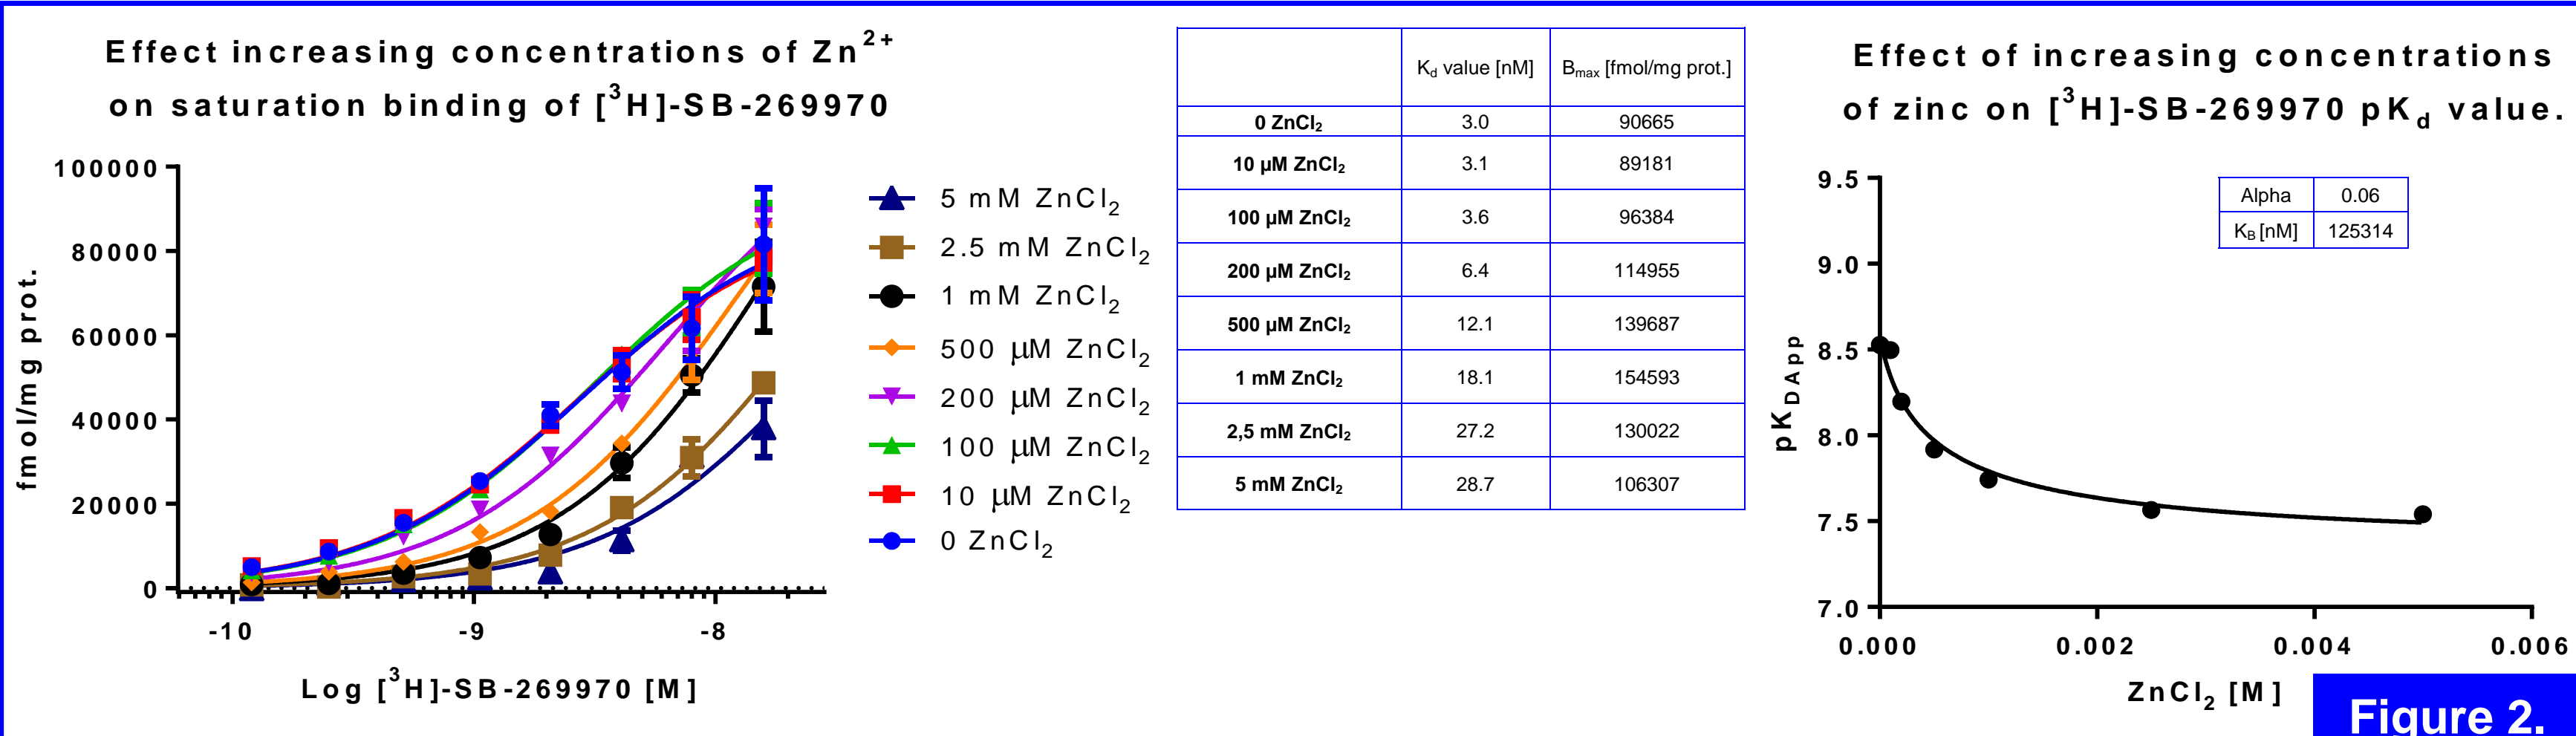 Effect increasing concentrations of Zn²⁺
on saturation binding of [³H]-SB-269970
fmol/mg prot.
100000
80000
60000
40000
20000
0
-10
-9
-8
Log [³H]-SB-269970 [M]
5 mM ZnCl₂
2.5 mM ZnCl₂
1 mM ZnCl₂
500 µM ZnCl₂
200 µM ZnCl₂
100 µM ZnCl₂
10 µM ZnCl₂
0 ZnCl₂
K_d value [nM] B_max [fmol/mg prot.]
0 ZnCl₂ 3.0 90665
10 µM ZnCl₂ 3.1 89181
100 µM ZnCl₂ 3.6 96384
200 µM ZnCl₂ 6.4 114955
500 µM ZnCl₂ 12.1 139687
1 mM ZnCl₂ 18.1 154593
2,5 mM ZnCl₂ 27.2 130022
5 mM ZnCl₂ 28.7 106307
Effect of increasing concentrations
of zinc on [³H]-SB-269970 pK_d value.
Alpha 0.06
K_B [nM] 125314
pK_DApp
9.5
9.0
8.5
8.0
7.5
7.0
0.000
0.002
0.004
0.006
ZnCl₂ [M]
Figure 2.